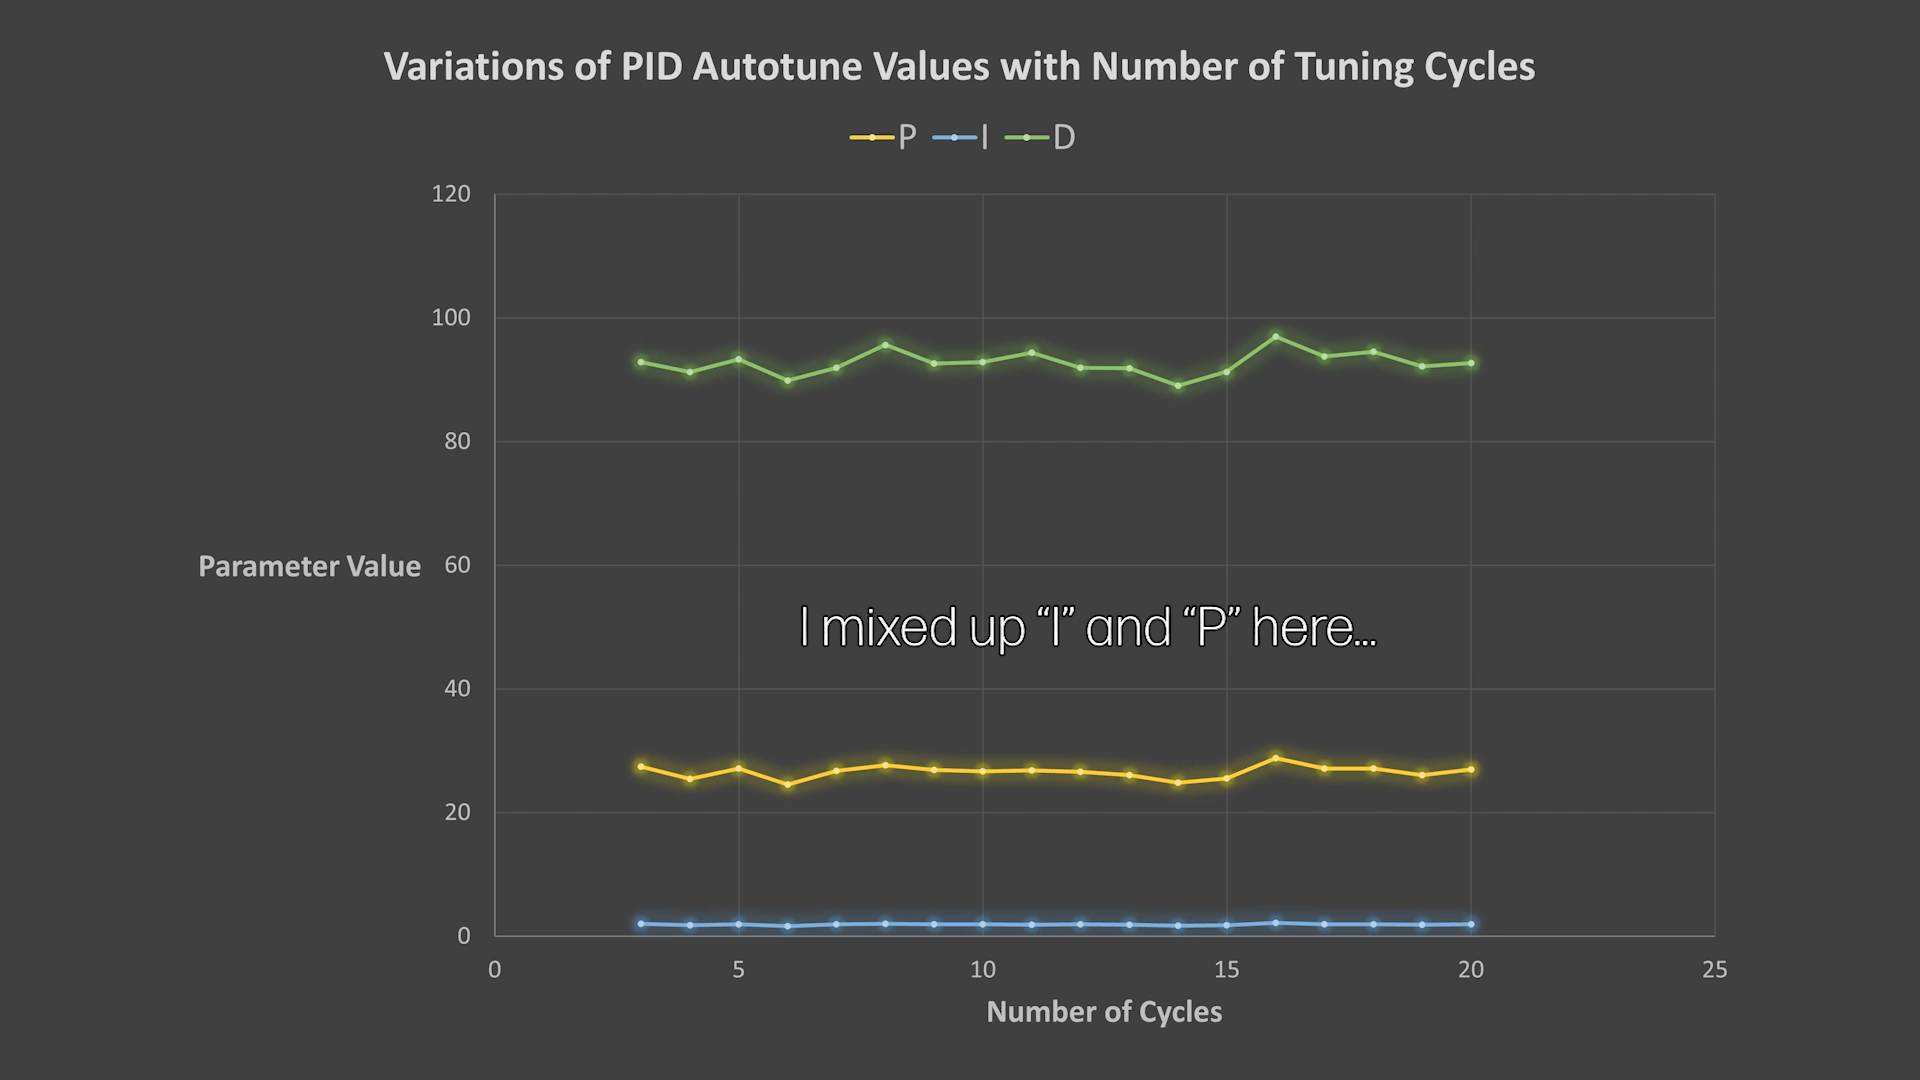 Variations of PID Autotune Values with Number of Tuning Cycles
P I D
120
100
80
Parameter Value 60
I mixed up “I” and “P” here...
40
20
0
0 5 10 15 20 25
Number of Cycles